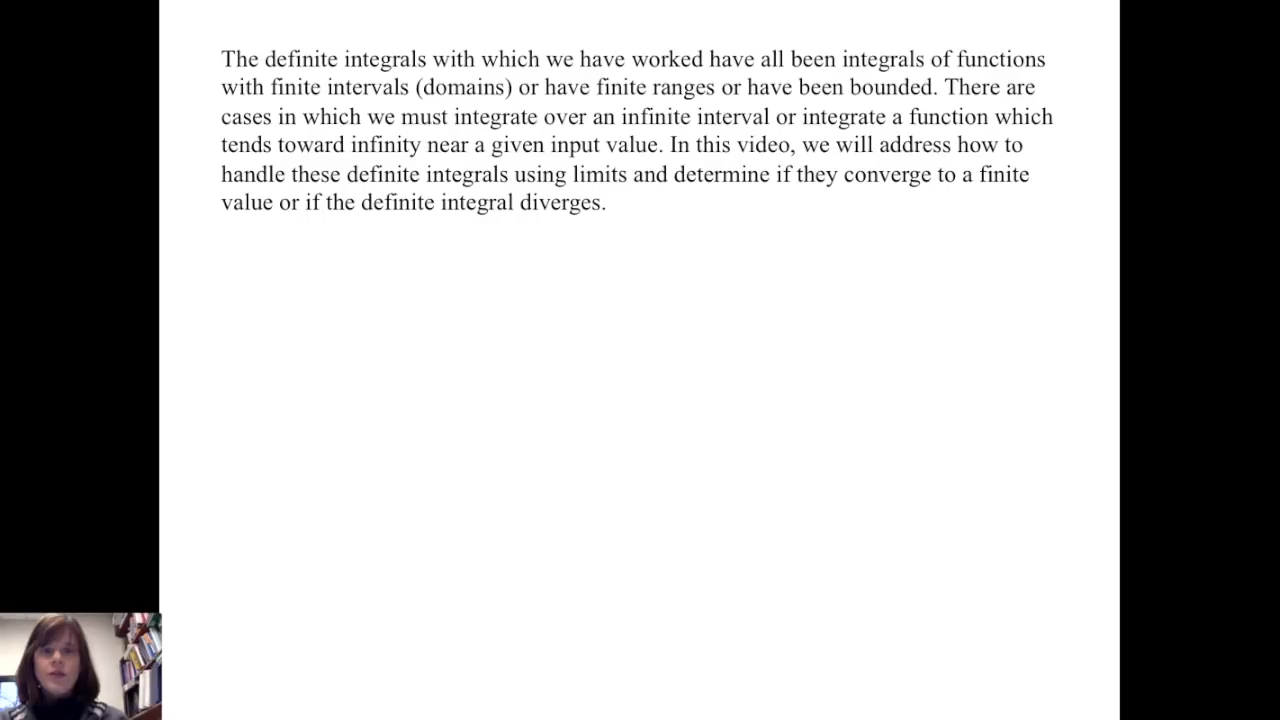 The definite integrals with which we have worked have all been integrals of functions
with finite intervals (domains) or have finite ranges or have been bounded. There are
cases in which we must integrate over an infinite interval or integrate a function which
tends toward infinity near a given input value. In this video, we will address how to
handle these definite integrals using limits and determine if they converge to a finite
value or if the definite integral diverges.